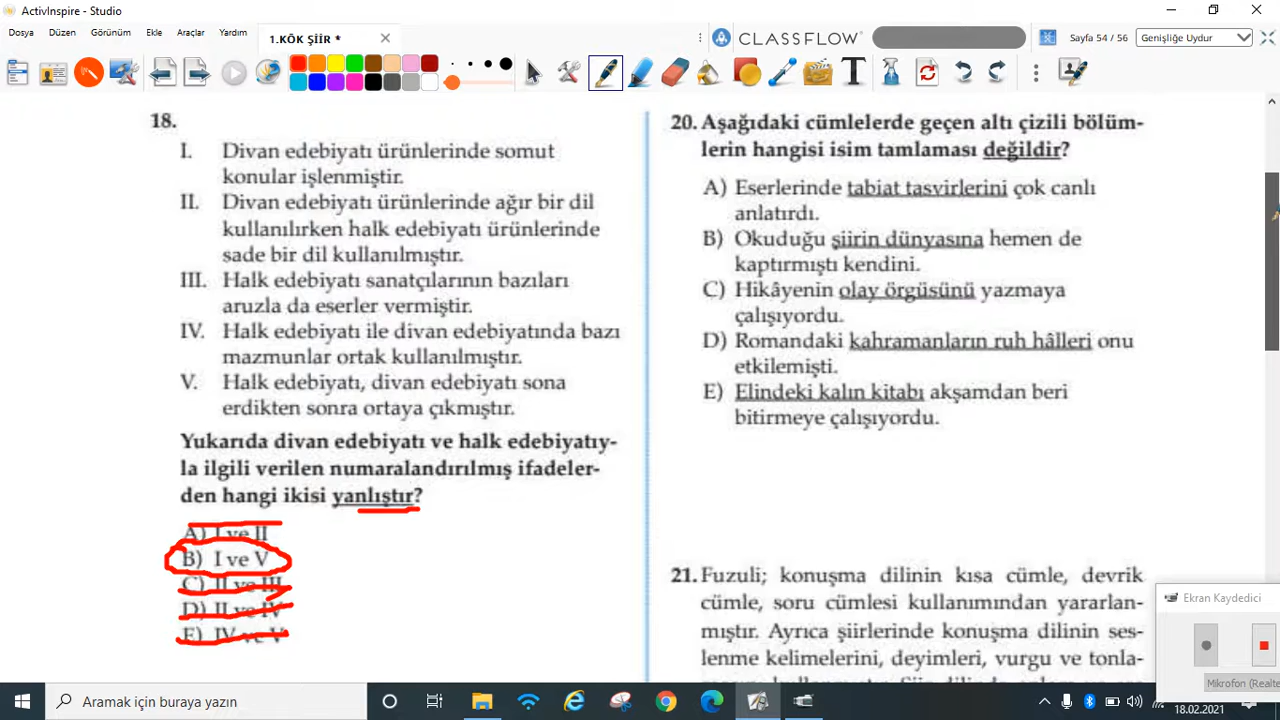 ActivInspire - Studio
Dosya Düzen Görünüm Ekle Araçlar Yardım
1.KÖK ŞİİR *
CLASSFLOW
Sayfa 54 / 56
Genişliğe Uydur
18.
I. Divan edebiyatı ürünlerinde somut
konular işlenmiştir.
II. Divan edebiyatı ürünlerinde ağır bir dil
kullanılırken halk edebiyatı ürünlerinde
sade bir dil kullanılmıştır.
III. Halk edebiyatı sanatçılarının bazıları
aruzla da eserler vermiştir.
IV. Halk edebiyatı ile divan edebiyatında bazı
mazmunlar ortak kullanılmıştır.
V. Halk edebiyatı, divan edebiyatı sona
erdikten sonra ortaya çıkmıştır.
Yukarıda divan edebiyatı ve halk edebiyatıy-
la ilgili verilen numaralandırılmış ifadeler-
den hangi ikisi yanlıştır?
A) I ve II
B) I ve V
C) II ve III
D) II ve IV
E) IV ve V
20. Aşağıdaki cümlelerde geçen altı çizili bölüm-
lerin hangisi isim tamlaması değildir?
A) Eserlerinde tabiat tasvirlerini çok canlı
anlatırdı.
B) Okuduğu şiirin dünyasına hemen de
kaptırmıştı kendini.
C) Hikâyenin olay örgüsünü yazmaya
çalışıyordu.
D) Romandaki kahramanların ruh hâlleri onu
etkilemişti.
E) Elindeki kalın kitabı akşamdan beri
bitirmeye çalışıyordu.
21. Fuzuli; konuşma dilinin kısa cümle, devrik
cümle, soru cümlesi kullanımından yararlan-
mıştır. Ayrıca şiirlerinde konuşma dilinin ses-
lenme kelimelerini, deyimleri, vurgu ve tonla-
Ekran Kaydedici
Mikrofon (Realte
Aramak için buraya yazın
18.02.2021